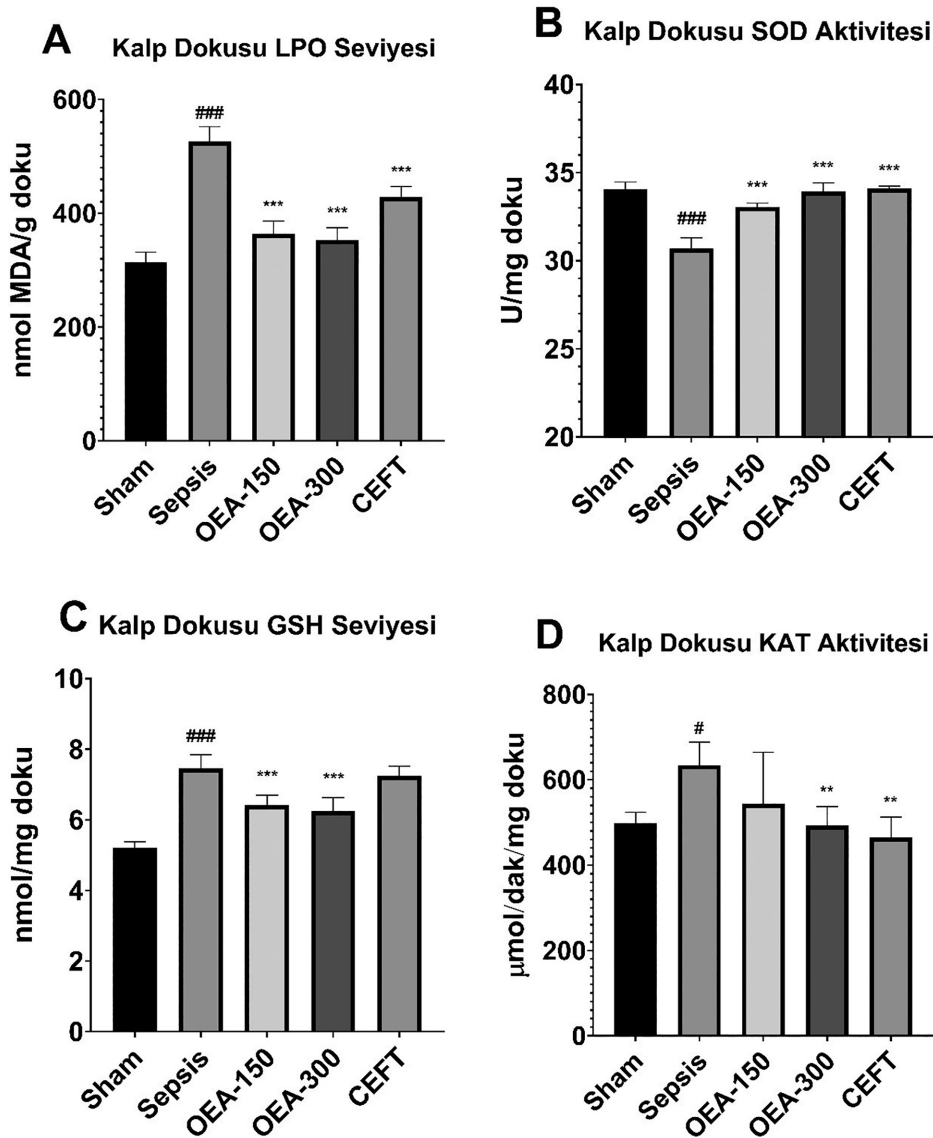 A
Kalp Dokusu LPO Seviyesi
nmol MDA/g doku
600
400
200
0
###
***
***
***
Sham
Sepsis
OEA-150
OEA-300
CEFT
B
Kalp Dokusu SOD Aktivitesi
U/mg doku
40
35
30
25
20
###
***
***
***
Sham
Sepsis
OEA-150
OEA-300
CEFT
C
Kalp Dokusu GSH Seviyesi
nmol/mg doku
10
8
6
4
2
0
###
***
***
Sham
Sepsis
OEA-150
OEA-300
CEFT
D
Kalp Dokusu KAT Aktivitesi
μmol/dak/mg doku
800
600
400
200
0
#
**
**
Sham
Sepsis
OEA-150
OEA-300
CEFT